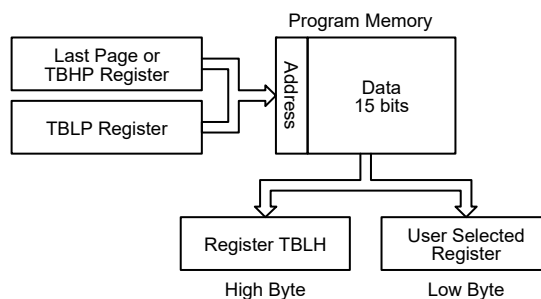 Program Memory
Last Page or
TBHP Register
TBLP Register
Address
Data
15 bits
Register TBLH
User Selected
Register
High Byte
Low Byte